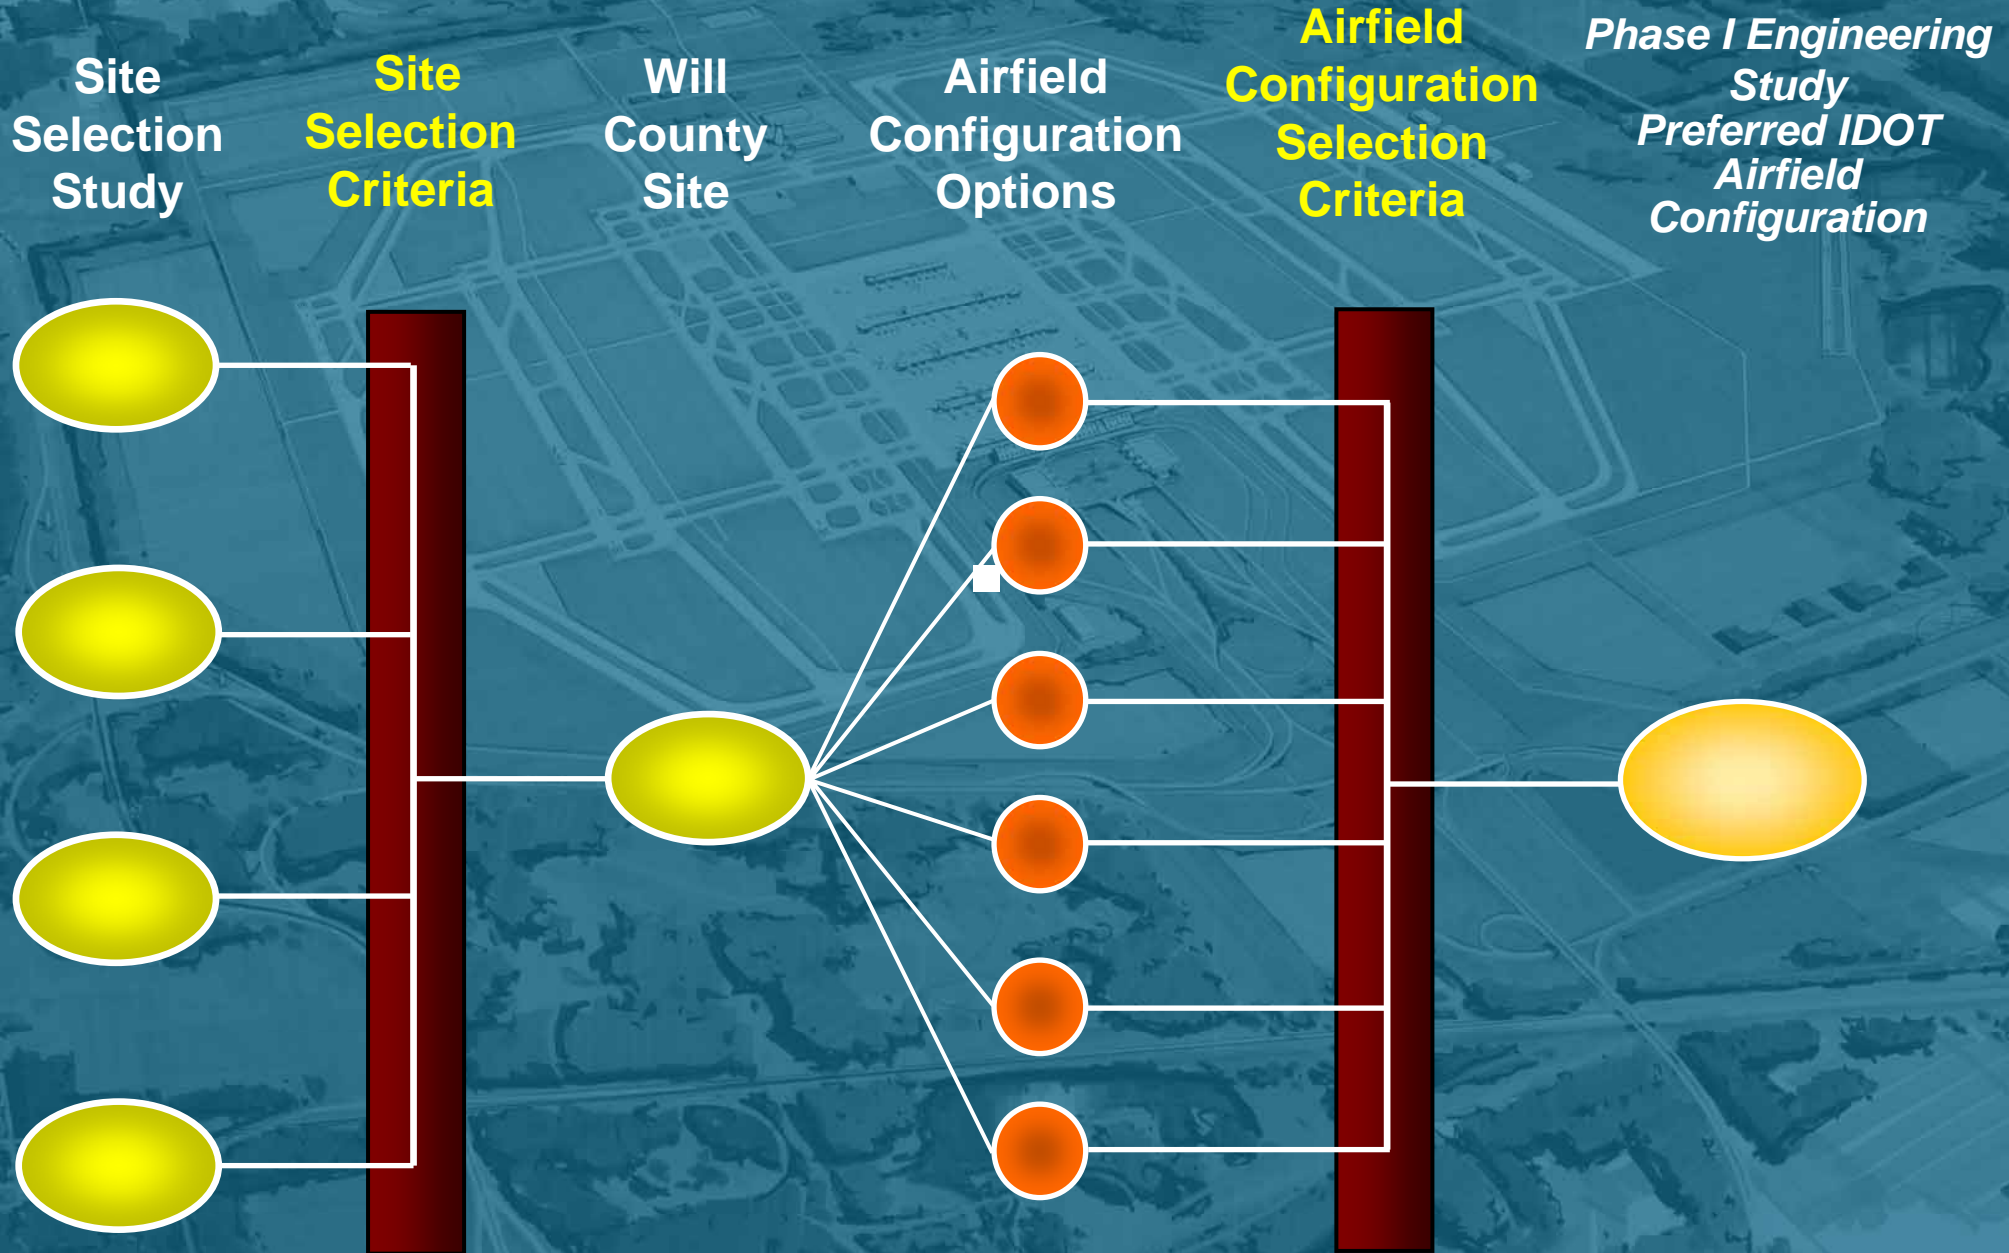 Site
Selection
Study
Site
Selection
Criteria
Will
County
Site
Airfield
Configuration
Options
Airfield
Configuration
Selection
Criteria
Phase I Engineering
Study
Preferred IDOT
Airfield
Configuration